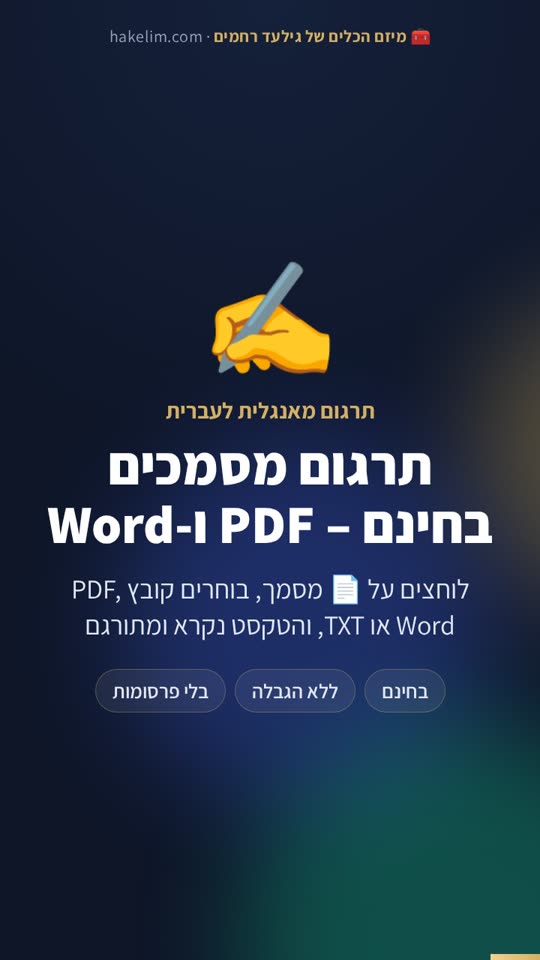 🧰 מיזם הכלים של גילעד רחמים · hakelim.com
תרגום מאנגלית לעברית
תרגום מסמכים
בחינם – PDF ו-Word
לוחצים על 📄 מסמך, בוחרים קובץ PDF,
Word או TXT, והטקסט נקרא ומתורגם
בחינם
ללא הגבלה
בלי פרסומות